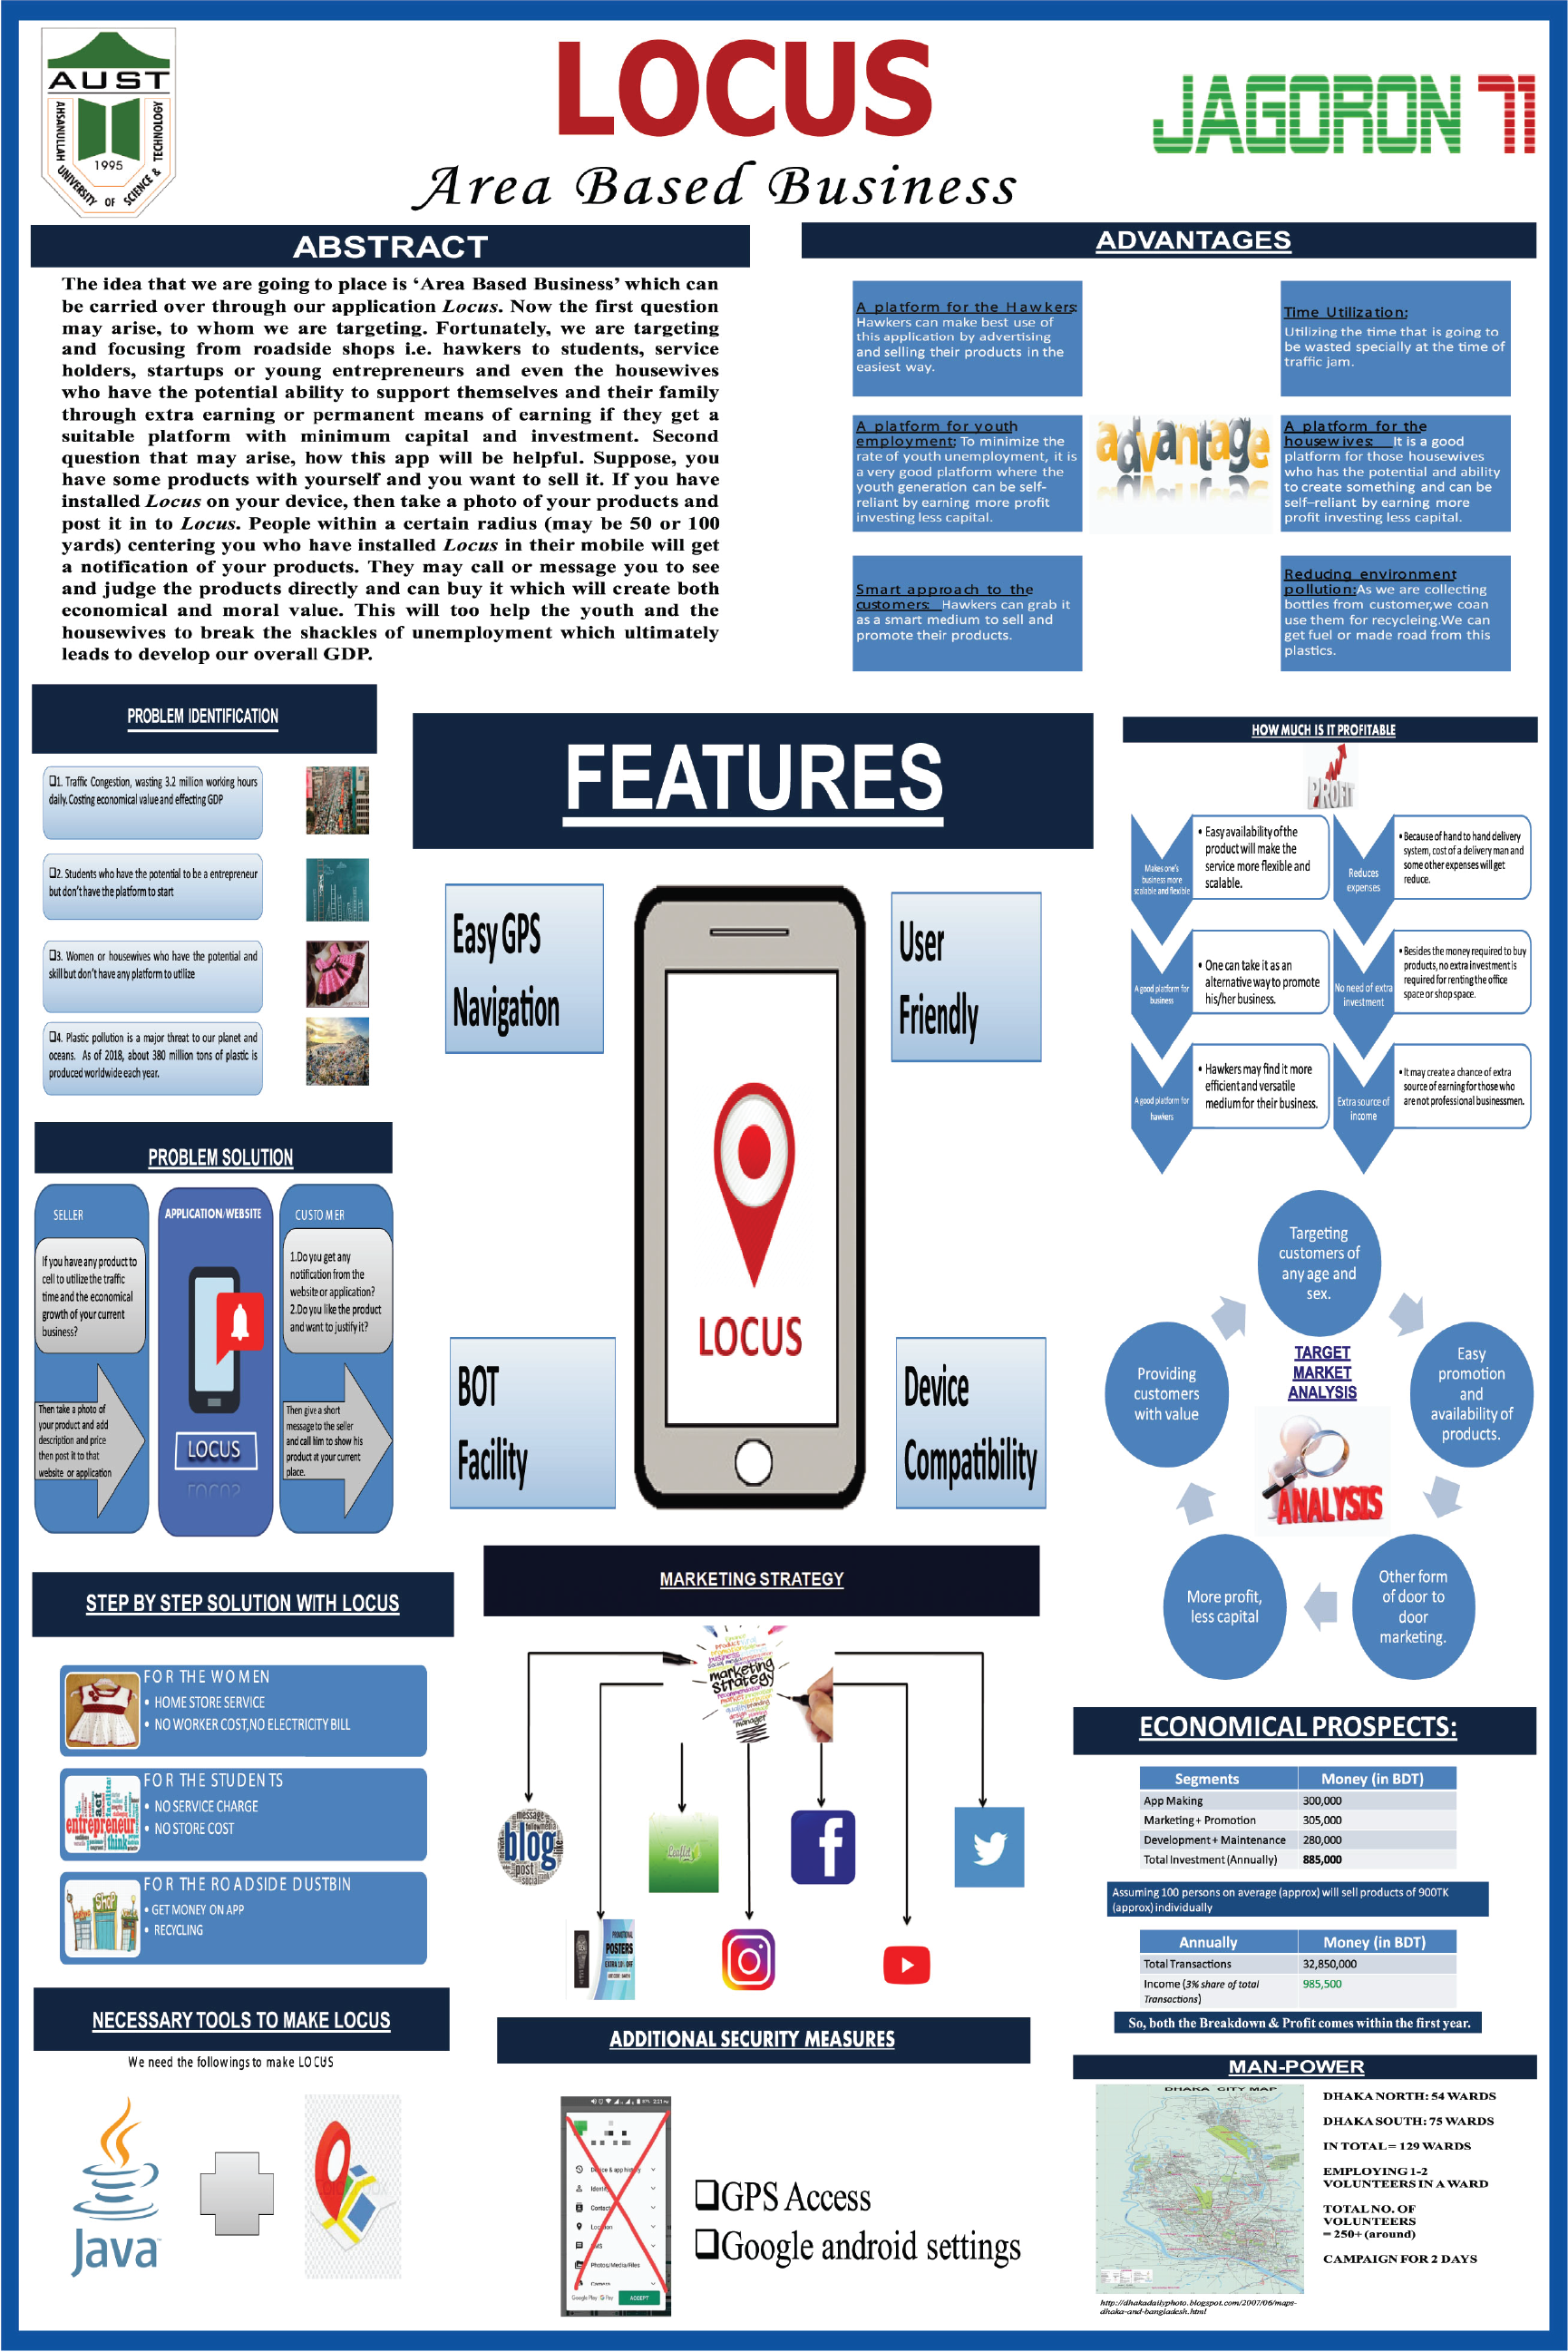 AUST
AHSANULLAH UNIVERSITY OF SCIENCE & TECHNOLOGY
1995
LOCUS
Area Based Business
JAGORON 71
ABSTRACT
The idea that we are going to place is ‘Area Based Business’ which can
be carried over through our application Locus. Now the first question
may arise, to whom we are targeting. Fortunately, we are targeting
and focusing from roadside shops i.e. hawkers to students, service
holders, startups or young entrepreneurs and even the housewives
who have the potential ability to support themselves and their family
through extra earning or permanent means of earning if they get a
suitable platform with minimum capital and investment. Second
question that may arise, how this app will be helpful. Suppose, you
have some products with yourself and you want to sell it. If you have
installed Locus on your device, then take a photo of your products and
post it in to Locus. People within a certain radius (may be 50 or 100
yards) centering you who have installed Locus in their mobile will get
a notification of your products. They may call or message you to see
and judge the products directly and can buy it which will create both
economical and moral value. This will too help the youth and the
housewives to break the shackles of unemployment which ultimately
leads to develop our overall GDP.
ADVANTAGES
A platform for the Hawkers:
Hawkers can make best use of
this application by advertising
and selling their products in the
easiest way.
Time Utilization:
Utilizing the time that is going to
be wasted specially at the time of
traffic jam.
A platform for youth
employment: To minimize the
rate of youth unemployment, it is
a very good platform where the
youth generation can be self-
reliant by earning more profit
investing less capital.
advantage
A platform for the
housewives: It is a good
platform for those housewives
who has the potential and ability
to create something and can be
self–reliant by earning more
profit investing less capital.
Smart approach to the
customers: Hawkers can grab it
as a smart medium to sell and
promote their products.
Reducing environment
pollution:As we are collecting
bottles from customer,we coan
use them for recycleing.We can
get fuel or made road from this
plastics.
PROBLEM IDENTIFICATION
❑1. Traffic Congestion, wasting 3.2 million working hours
daily. Costing economical value and effecting GDP
❑2. Students who have the potential to be a entrepreneur
but don't have the platform to start
❑3. Women or housewives who have the potential and
skill but don't have any platform to utilize
❑4. Plastic pollution is a major threat to our planet and
oceans. As of 2018, about 380 million tons of plastic is
produced worldwide each year.
PROBLEM SOLUTION
SELLER
If you have any product to
cell to utilize the traffic
time and the economical
growth of your current
business?
Then take a photo of
your product and add
description and price
then post it to that
website or application
APPLICATION/WEBSITE
LOCUS
CUSTOMER
1.Do you get any
notification from the
website or application?
2.Do you like the product
and want to justify it?
Then give a short
message to the seller
and call him to show his
product at your current
place.
FEATURES
Easy GPS
Navigation
User
Friendly
LOCUS
BOT
Facility
Device
Compatibility
HOW MUCH IS IT PROFITABLE
PROFIT
Makes one's
business more
scalable and flexible
• Easy availability of the
product will make the
service more flexible and
scalable.
Reduces
expenses
• Because of hand to hand delivery
system, cost of a delivery man and
some other expenses will get
reduce.
A good platform for
business
• One can take it as an
alternative way to promote
his/her business.
No need of extra
investment
• Besides the money required to buy
products, no extra investment is
required for renting the office
space or shop space.
A good platform for
hawkers
• Hawkers may find it more
efficient and versatile
medium for their business.
Extra source of
income
• It may create a chance of extra
source of earning for those who
are not professional businessmen.
Targeting
customers of
any age and
sex.
Providing
customers
with value
TARGET
MARKET
ANALYSIS
ANALYSIS
Easy
promotion
and
availability of
products.
More profit,
less capital
Other form
of door to
door
marketing.
STEP BY STEP SOLUTION WITH LOCUS
FOR THE WOMEN
• HOME STORE SERVICE
• NO WORKER COST,NO ELECTRICITY BILL
entrepreneur
act
think
FOR THE STUDENTS
• NO SERVICE CHARGE
• NO STORE COST
FOR THE ROADSIDE DUSTBIN
• GET MONEY ON APP
• RECYCLING
MARKETING STRATEGY
marketing
strategy
manager
message
blog
post
social
Leaflet
PROMOTIONAL
POSTERS
ECONOMICAL PROSPECTS:
Segments Money (in BDT)
App Making 300,000
Marketing+ Promotion 305,000
Development+ Maintenance 280,000
Total Investment (Annually) 885,000
Assuming 100 persons on average (approx) will sell products of 900TK
(approx) individually
Annually Money (in BDT)
Total Transactions 32,850,000
Income (3% share of total
Transactions) 985,500
So, both the Breakdown & Profit comes within the first year.
NECESSARY TOOLS TO MAKE LOCUS
We need the followings to make LOCUS
Java
ADDITIONAL SECURITY MEASURES
Device & app history
Identity
Contacts
Location
SMS
Photos/Media/Files
Camera
Google Play
ACCEPT
❑GPS Access
❑Google android settings
MAN-POWER
DHAKA CITY MAP
DHAKA NORTH: 54 WARDS
DHAKA SOUTH: 75 WARDS
IN TOTAL= 129 WARDS
EMPLOYING 1-2
VOLUNTEERS IN A WARD
TOTAL NO. OF
VOLUNTEERS
= 250+ (around)
CAMPAIGN FOR 2 DAYS
http://dhakadailyphoto.blogspot.com/2007/06/maps-
dhaka-and-bangladesh.html